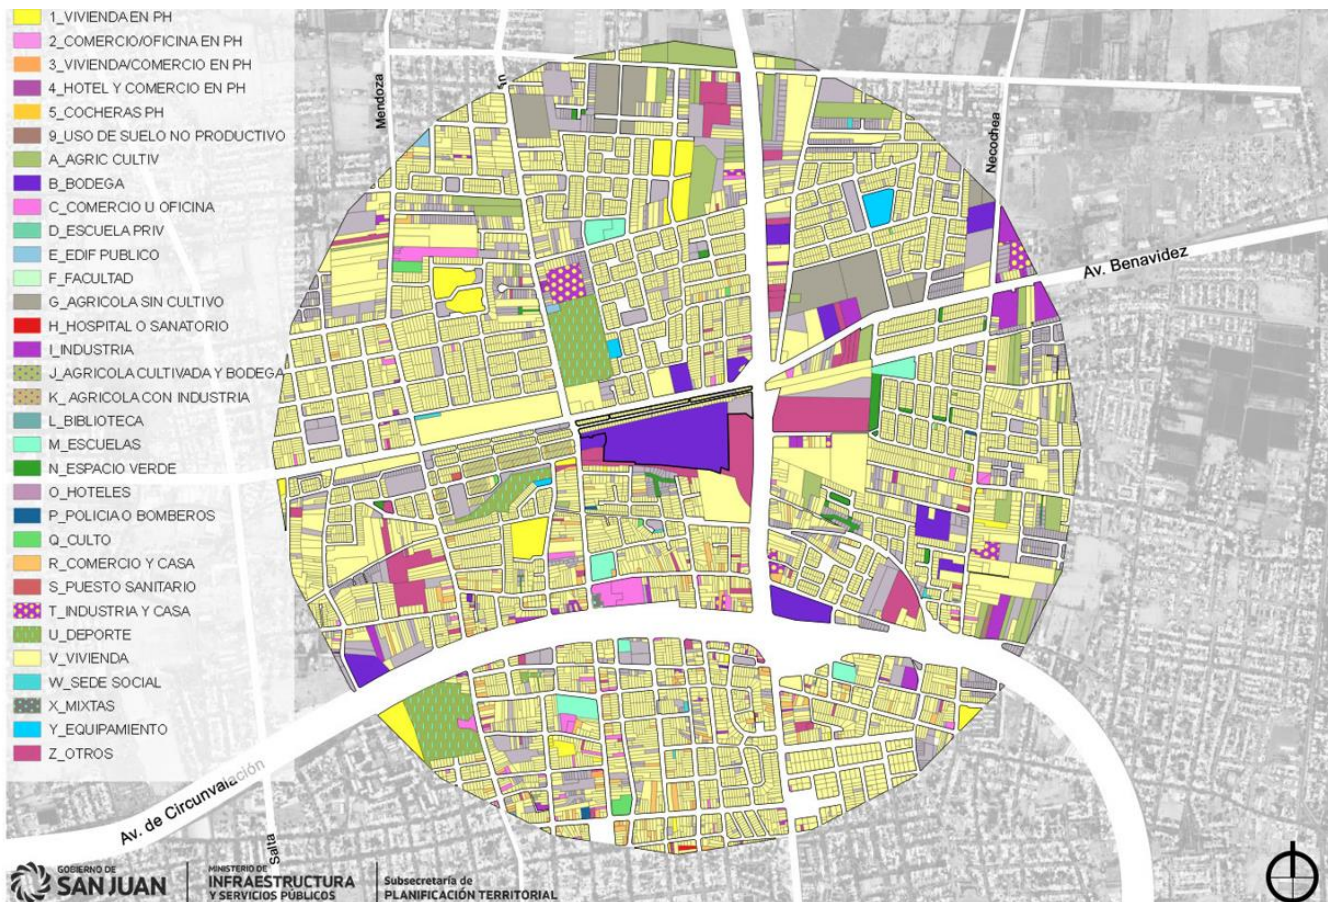 1_VIVIENDA EN PH
2_COMERCIO/OFICINA EN PH
3_VIVIENDA/COMERCIO EN PH
4_HOTEL Y COMERCIO EN PH
5_COCHERAS PH
9_USO DE SUELO NO PRODUCTIVO
A_AGRIC CULTIV
B_BODEGA
C_COMERCIO U OFICINA
D_ESCUELA PRIV
E_EDIF PUBLICO
F_FACULTAD
G_AGRICOLA SIN CULTIVO
H_HOSPITAL O SANATORIO
I_INDUSTRIA
J_AGRICOLA CULTIVADA Y BODEGA
K_ AGRICOLA CON INDUSTRIA
L_BIBLIOTECA
M_ESCUELAS
N_ESPACIO VERDE
O_HOTELES
P_POLICIA O BOMBEROS
Q_CULTO
R_COMERCIO Y CASA
S_PUESTO SANITARIO
T_INDUSTRIA Y CASA
U_DEPORTE
V_VIVIENDA
W_SEDE SOCIAL
X_MIXTAS
Y_EQUIPAMIENTO
Z_OTROS
Mendoza
Necochea
Av. Benavidez
Av. de Circunvalación
Salta
GOBIERNO DE
SAN JUAN
MINISTERIO DE
INFRAESTRUCTURA
Y SERVICIOS PÚBLICOS
Subsecretaría de
PLANIFICACIÓN TERRITORIAL